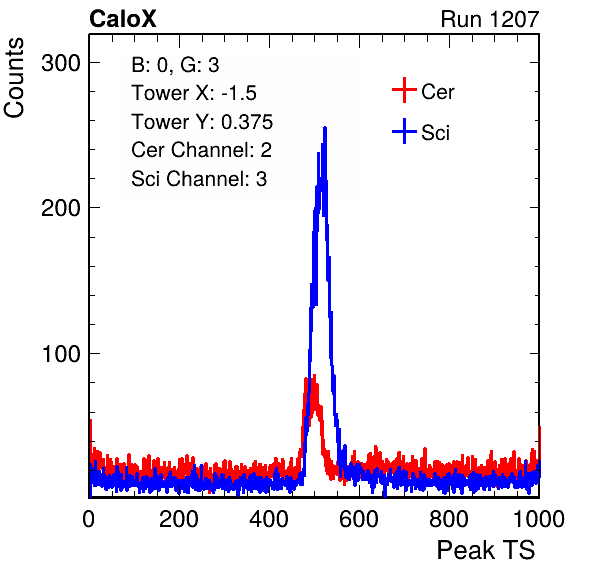 CaloX Run 1207
Counts
300
200
100
B: 0, G: 3
Tower X: -1.5
Tower Y: 0.375
Cer Channel: 2
Sci Channel: 3
Cer
Sci
0 200 400 600 800 1000
Peak TS